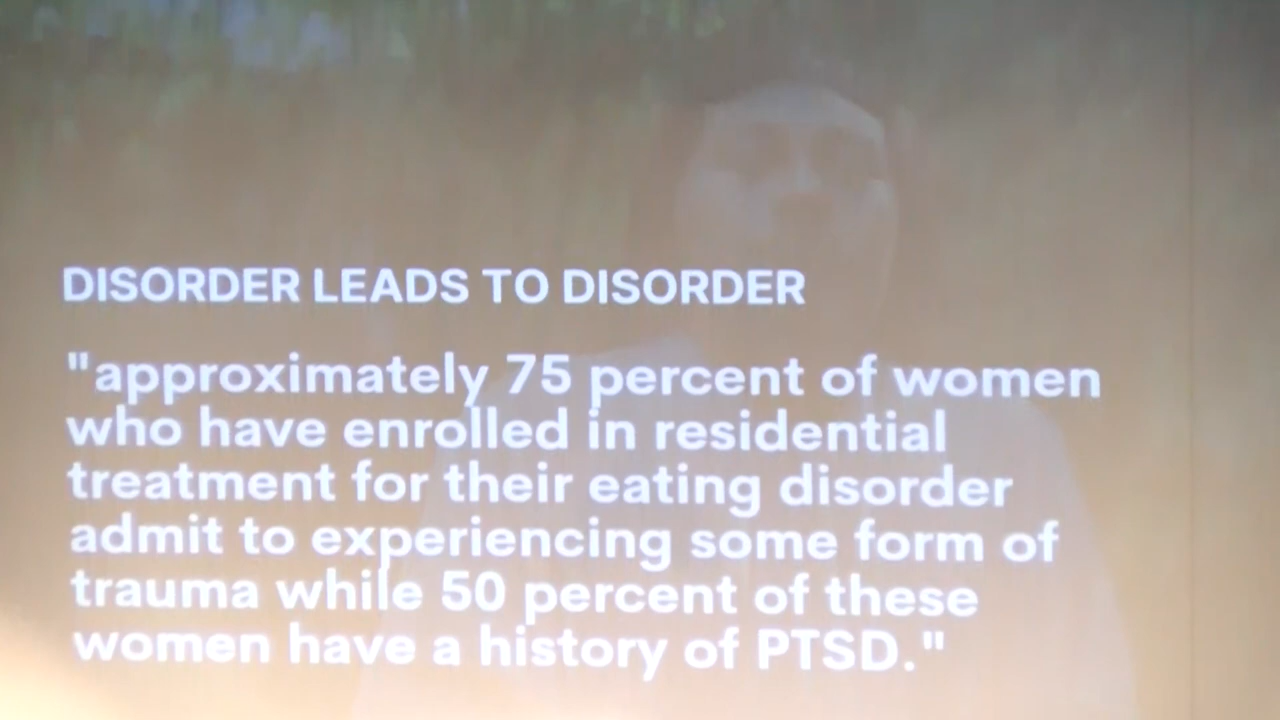 DISORDER LEADS TO DISORDER
"approximately 75 percent of women
who have enrolled in residential
treatment for their eating disorder
admit to experiencing some form of
trauma while 50 percent of these
women have a history of PTSD."